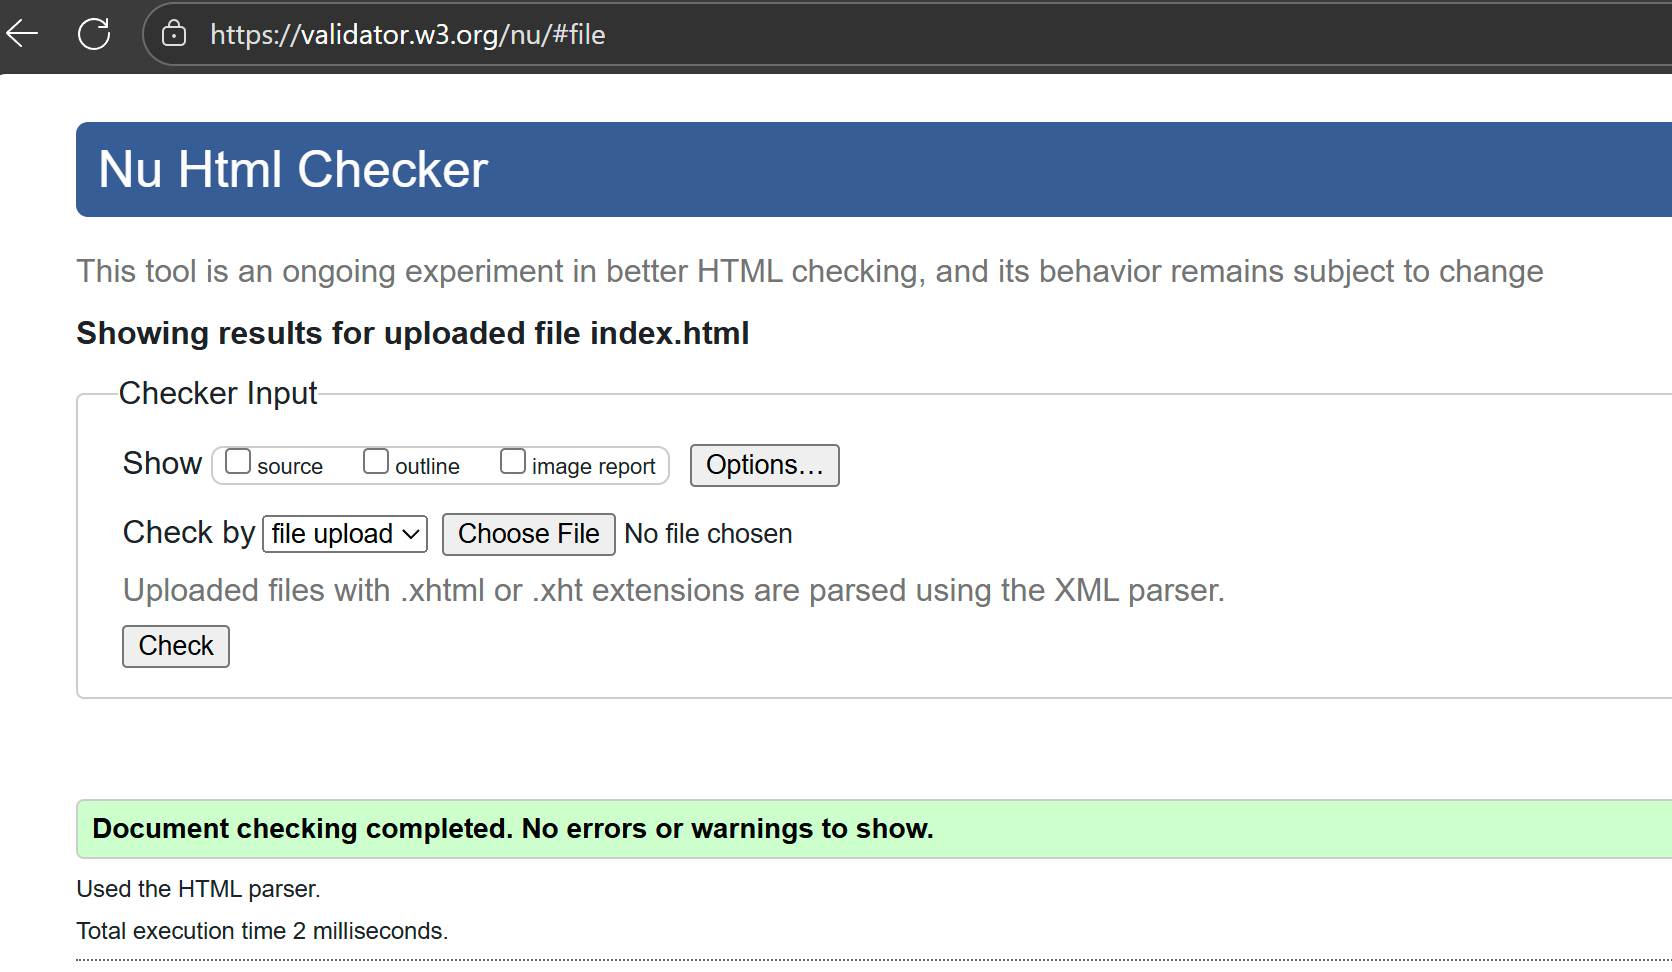 https://validator.w3.org/nu/#file
Nu Html Checker
This tool is an ongoing experiment in better HTML checking, and its behavior remains subject to change
Showing results for uploaded file index.html
Checker Input
Show source outline image report Options…
Check by file upload Choose File No file chosen
Uploaded files with .xhtml or .xht extensions are parsed using the XML parser.
Check
Document checking completed. No errors or warnings to show.
Used the HTML parser.
Total execution time 2 milliseconds.